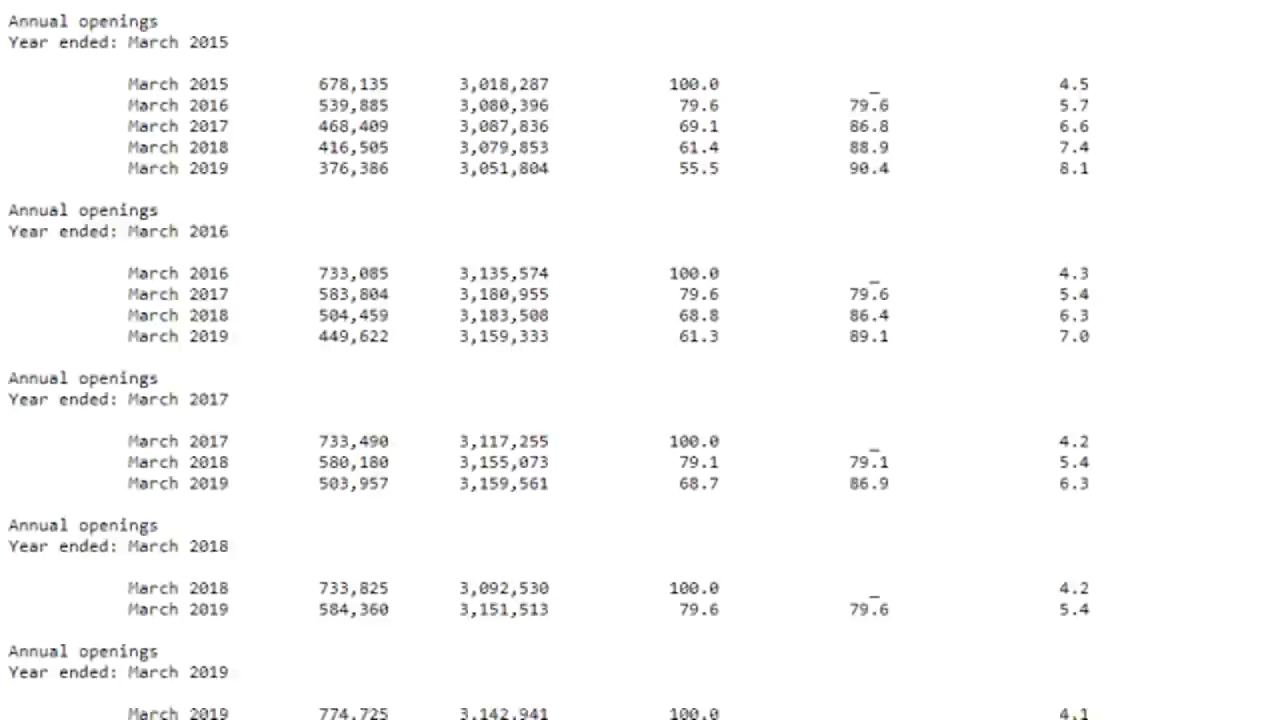 Annual openings
Year ended: March 2015
March 2015 678,135 3,018,287 100.0 _ 4.5
March 2016 539,885 3,080,396 79.6 79.6 5.7
March 2017 468,409 3,087,836 69.1 86.8 6.6
March 2018 416,505 3,079,853 61.4 88.9 7.4
March 2019 376,386 3,051,804 55.5 90.4 8.1
Annual openings
Year ended: March 2016
March 2016 733,085 3,135,574 100.0 _ 4.3
March 2017 583,804 3,180,955 79.6 79.6 5.4
March 2018 504,459 3,183,508 68.8 86.4 6.3
March 2019 449,622 3,159,333 61.3 89.1 7.0
Annual openings
Year ended: March 2017
March 2017 733,490 3,117,255 100.0 _ 4.2
March 2018 580,180 3,155,073 79.1 79.1 5.4
March 2019 503,957 3,159,561 68.7 86.9 6.3
Annual openings
Year ended: March 2018
March 2018 733,825 3,092,530 100.0 _ 4.2
March 2019 584,360 3,151,513 79.6 79.6 5.4
Annual openings
Year ended: March 2019
March 2019 774,725 3,142,941 100.0 4.1